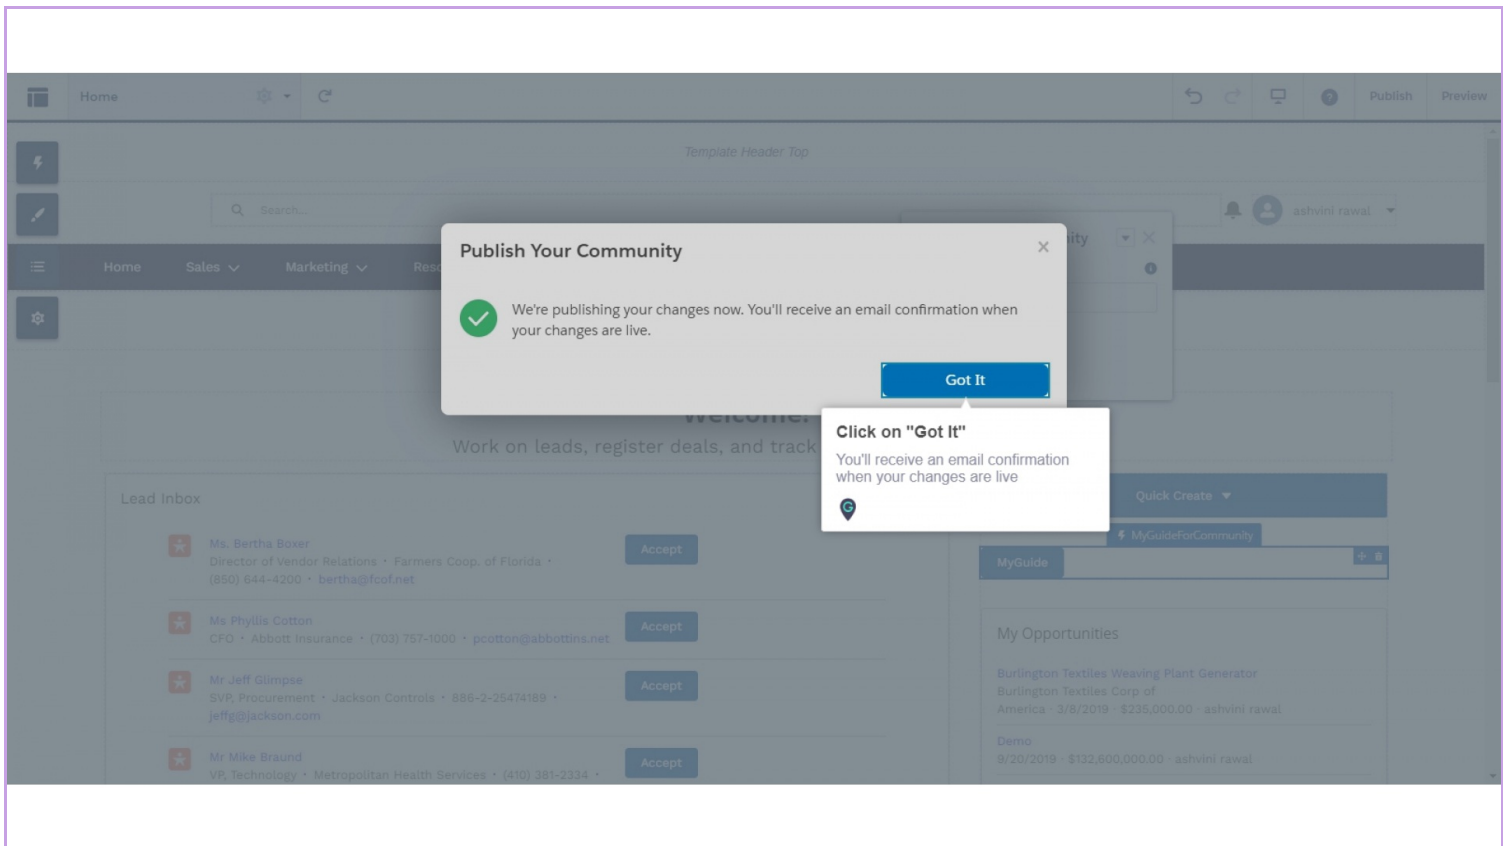 Home
Publish
Preview
Template Header Top
Search...
ashvini rawal
Home
Sales
Marketing
Publish Your Community
We're publishing your changes now. You'll receive an email confirmation when
your changes are live.
Got It
Click on "Got It"
You'll receive an email confirmation
when your changes are live
Welcome!
Work on leads, register deals, and track
Lead Inbox
Ms. Bertha Boxer
Director of Vendor Relations • Farmers Coop. of Florida •
(850) 644-4200 • bertha@fcof.net
Accept
Ms Phyllis Cotton
CFO • Abbott Insurance • (703) 757-1000 • pcotton@abbottins.net
Accept
Mr Jeff Glimpse
SVP, Procurement • Jackson Controls • 886-2-25474189 •
jeffg@jackson.com
Accept
Mr Mike Braund
VP, Technology • Metropolitan Health Services • (410) 381-2334 •
Accept
Quick Create
MyGuideForCommunity
MyGuide
My Opportunities
Burlington Textiles Weaving Plant Generator
Burlington Textiles Corp of
America · 3/8/2019 · $235,000.00 · ashvini rawal
Demo
9/20/2019 · $132,600,000.00 · ashvini rawal